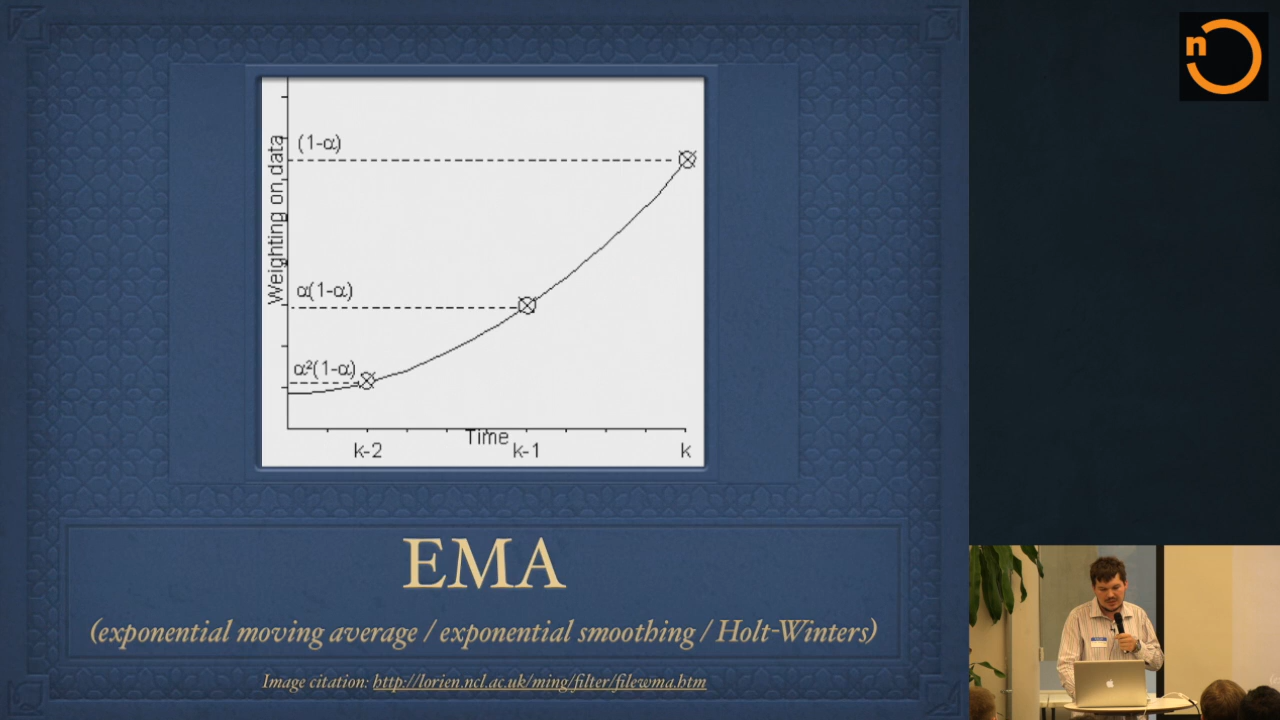 n
(1-α)
Weighting on data
α(1-α)
α²(1-α)
Time
k-2
k-1
k
EMA
(exponential moving average / exponential smoothing / Holt-Winters)
Image citation: http://lorien.ncl.ac.uk/ming/filter/filewma.htm